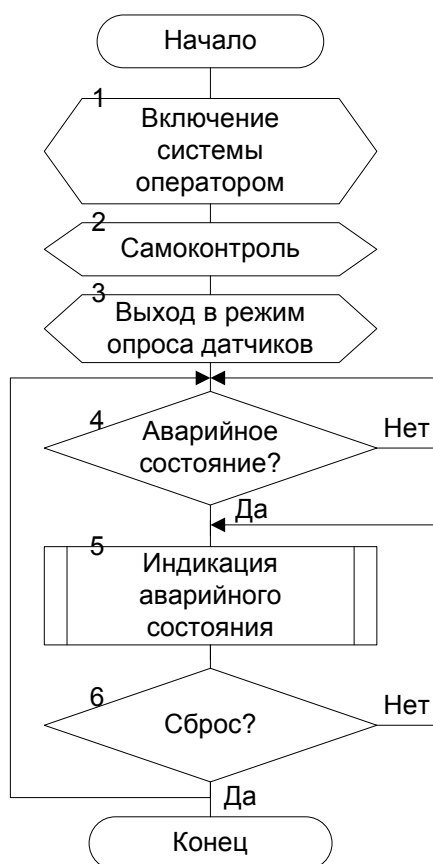 Начало
1
Включение
системы
оператором
2
Самоконтроль
3
Выход в режим
опроса датчиков
4
Аварийное
состояние?
Нет
Да
5
Индикация
аварийного
состояния
6
Сброс?
Нет
Да
Конец